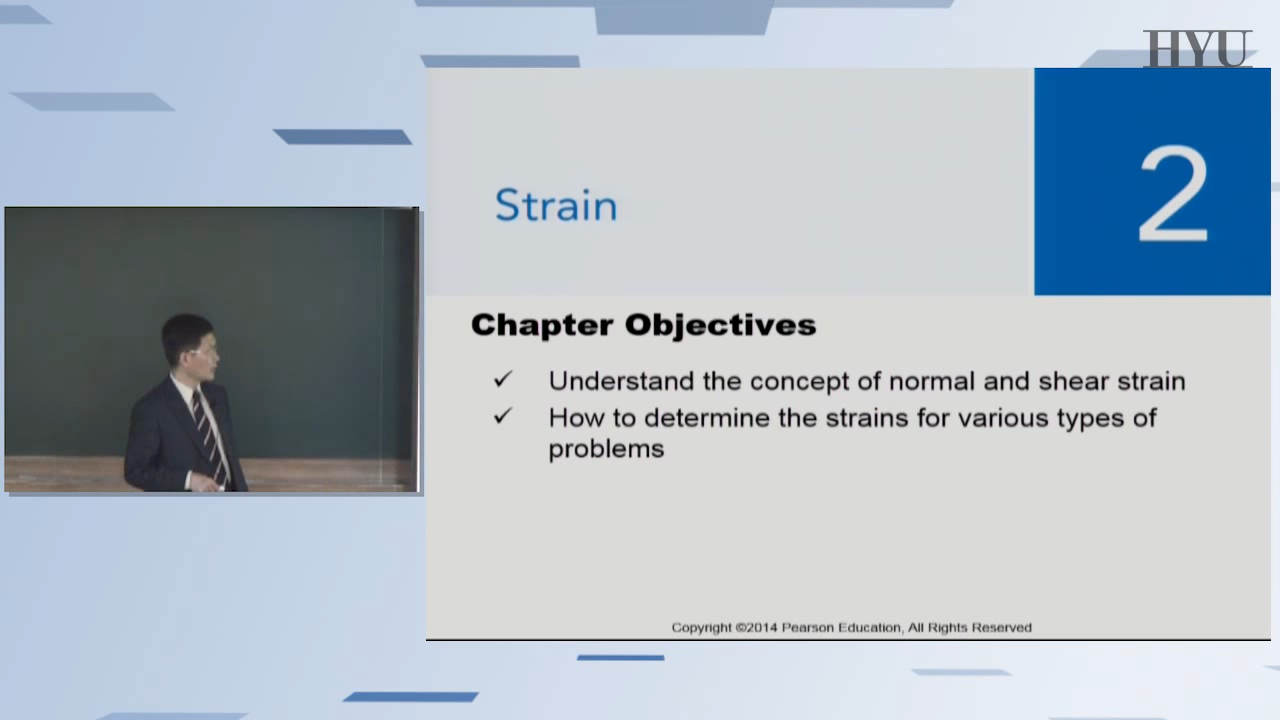 HYU
2
Strain
Chapter Objectives
✓ Understand the concept of normal and shear strain
✓ How to determine the strains for various types of
problems
Copyright ©2014 Pearson Education, All Rights Reserved